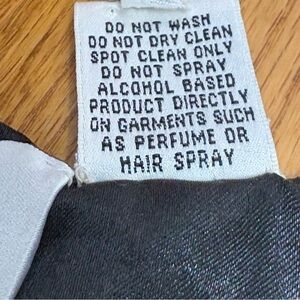 DO NOT WASH
DO NOT DRY CLEAN
SPOT CLEAN ONLY
DO NOT SPRAY
ALCOHOL BASED
PRODUCT DIRECTLY
ON GARMENTS SUCH
AS PERFUME OR
HAIR SPRAY